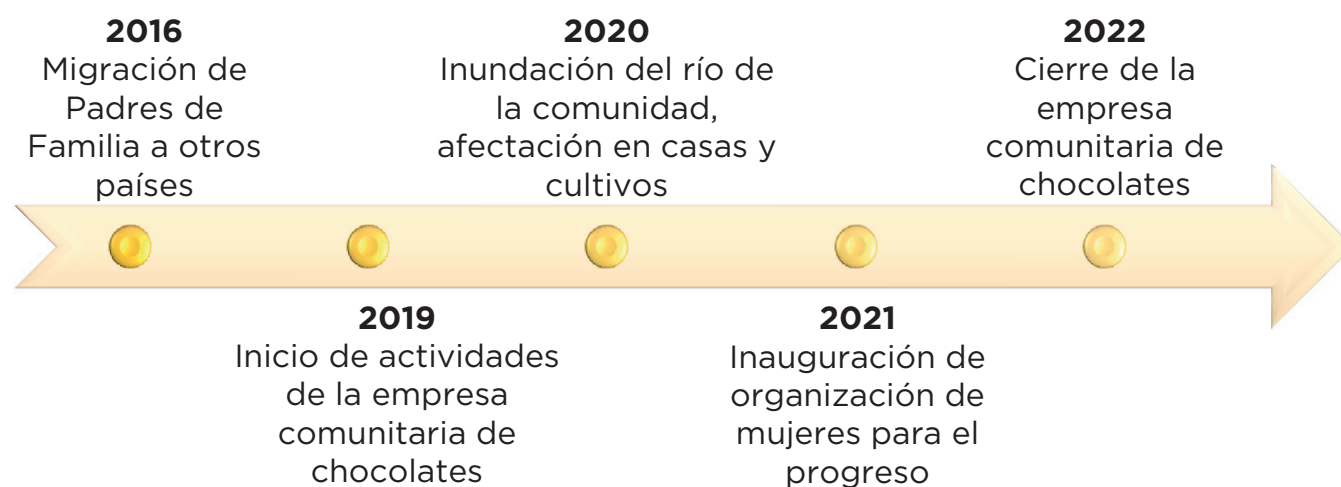 2016
Migración de
Padres de
Familia a otros
países
2020
Inundación del río de
la comunidad,
afectación en casas y
cultivos
2022
Cierre de la
empresa
comunitaria de
chocolates
2019
Inicio de actividades
de la empresa
comunitaria de
chocolates
2021
Inauguración de
organización de
mujeres para el
progreso